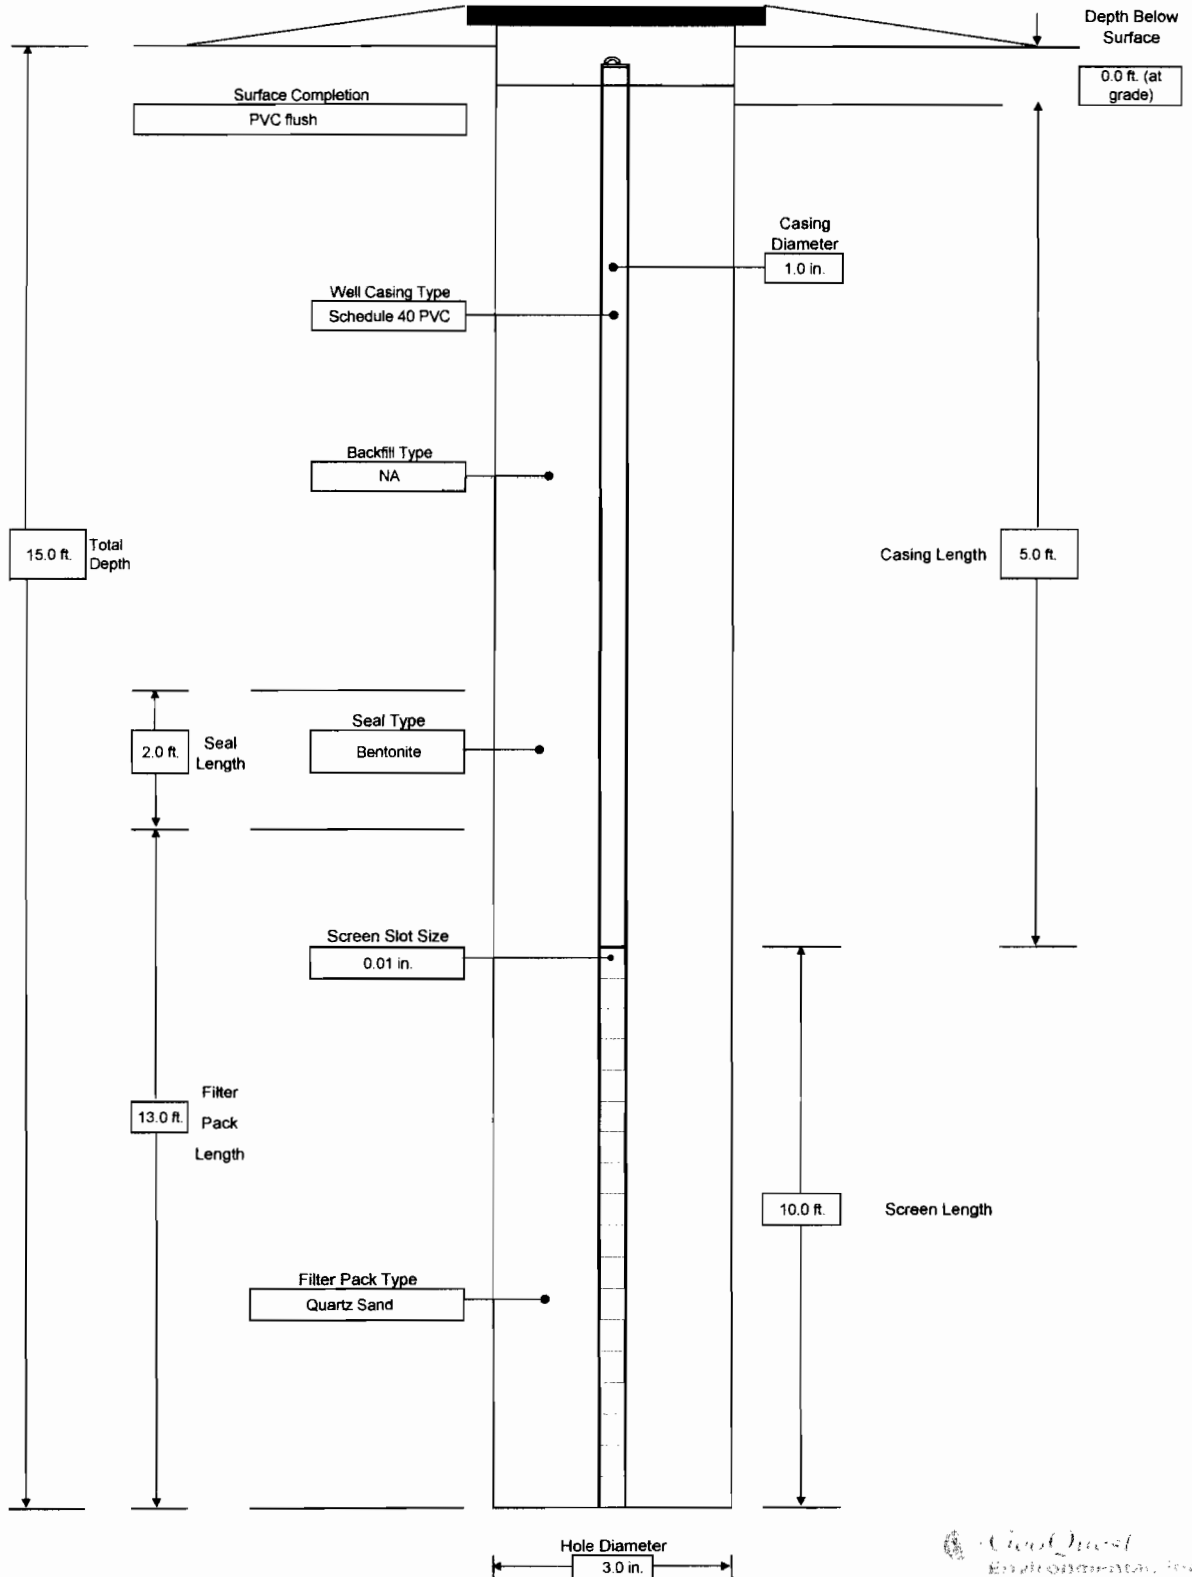 Depth Below
Surface
0.0 ft. (at
grade)
Surface Completion
PVC flush
Casing
Diameter
1.0 in.
Well Casing Type
Schedule 40 PVC
Backfill Type
NA
15.0 ft.
Total
Depth
Casing Length
5.0 ft.
Seal Type
Bentonite
2.0 ft.
Seal
Length
Screen Slot Size
0.01 in.
Filter
Pack
Length
13.0 ft.
10.0 ft.
Screen Length
Filter Pack Type
Quartz Sand
Hole Diameter
3.0 in.
GeoQuest
Environmental, Inc.